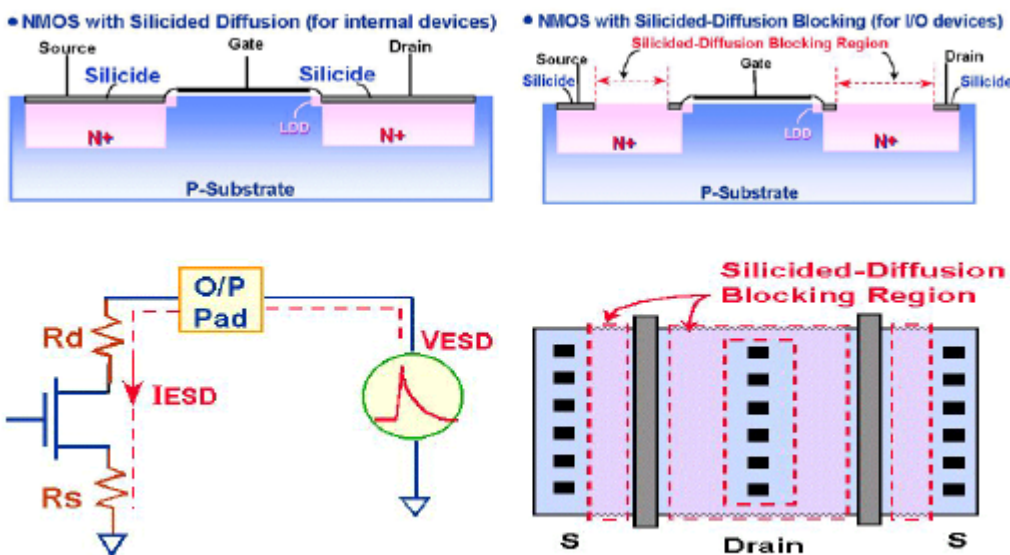 • NMOS with Silicided Diffusion (for internal devices)
Source
Gate
Drain
Silicide
Silicide
LDD
N+
N+
P-Substrate
• NMOS with Silicided-Diffusion Blocking (for I/O devices)
Silicided-Diffusion Blocking Region
Source
Gate
Drain
Silicide
Silicide
LDD
N+
N+
P-Substrate
O/P
Pad
Rd
VESD
IESD
Rs
Silicided-Diffusion
Blocking Region
S
Drain
S